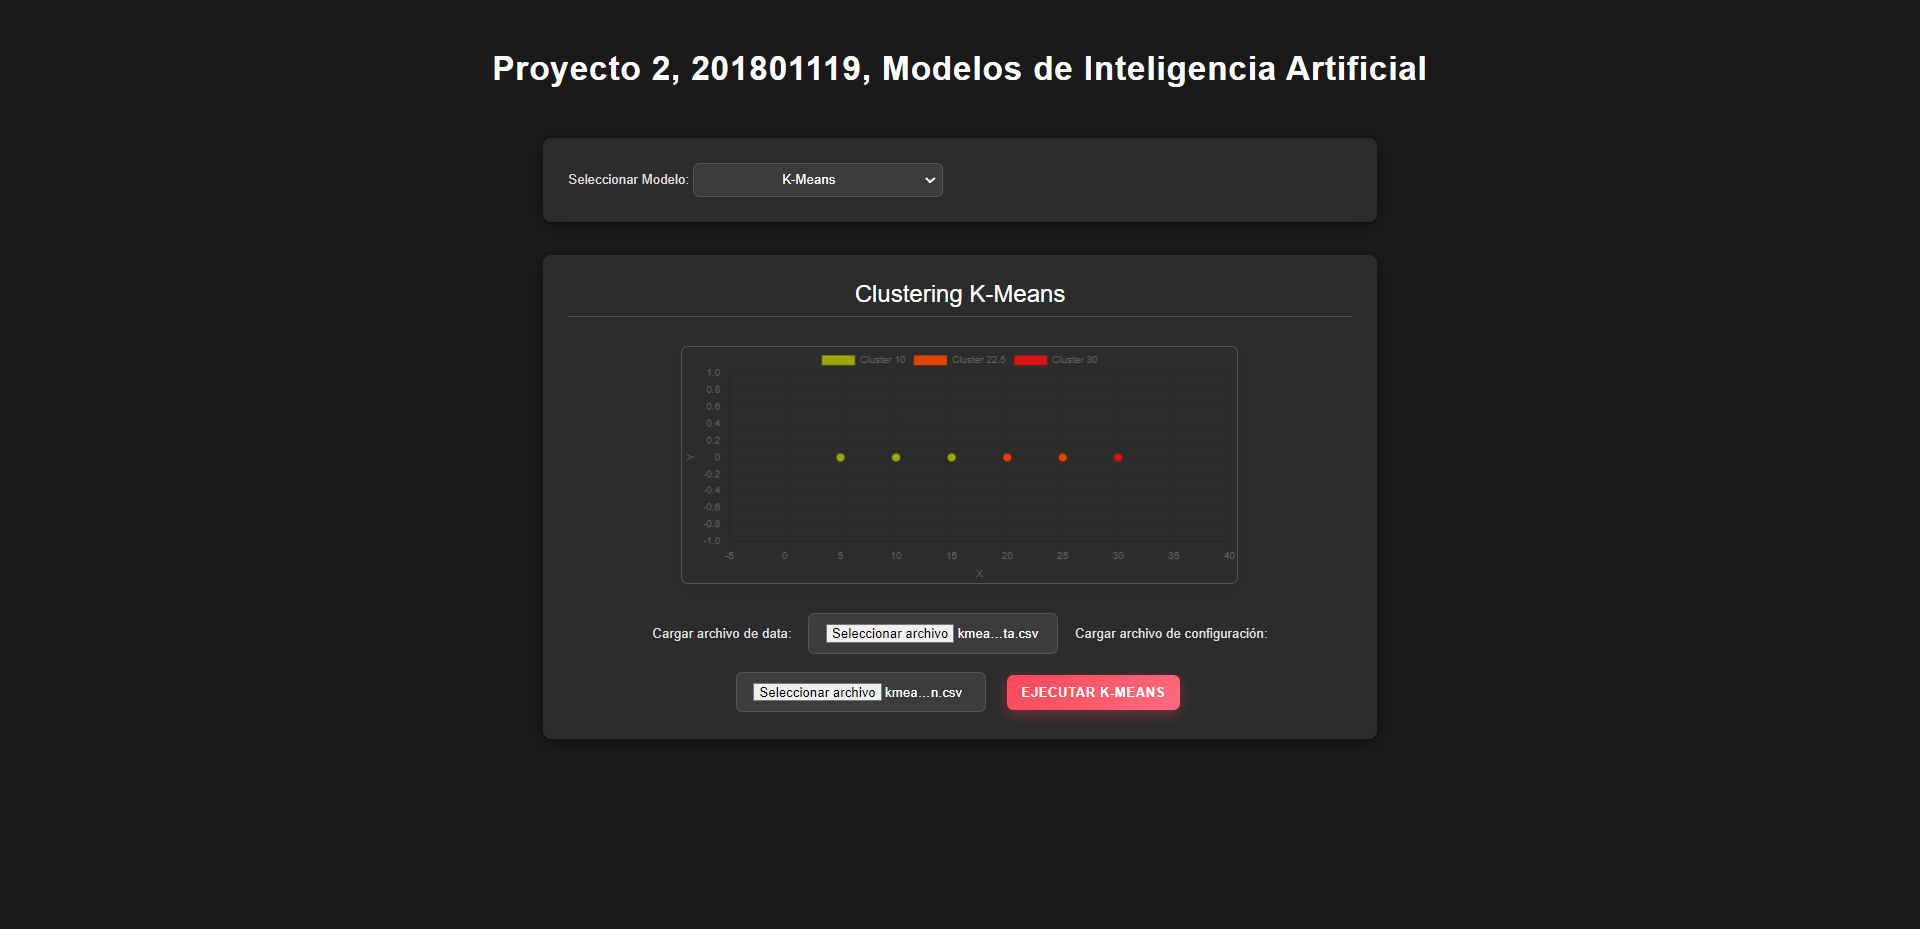 Proyecto 2, 201801119, Modelos de Inteligencia Artificial
Seleccionar Modelo: K-Means
Clustering K-Means
Cluster 10 Cluster 22.5 Cluster 30
1.0
0.8
0.6
0.4
0.2
0
-0.2
-0.4
-0.6
-0.8
-1.0
Y
-5 0 5 10 15 20 25 30 35 40
X
Cargar archivo de data: Seleccionar archivo kmea...ta.csv Cargar archivo de configuración:
Seleccionar archivo kmea...n.csv EJECUTAR K-MEANS